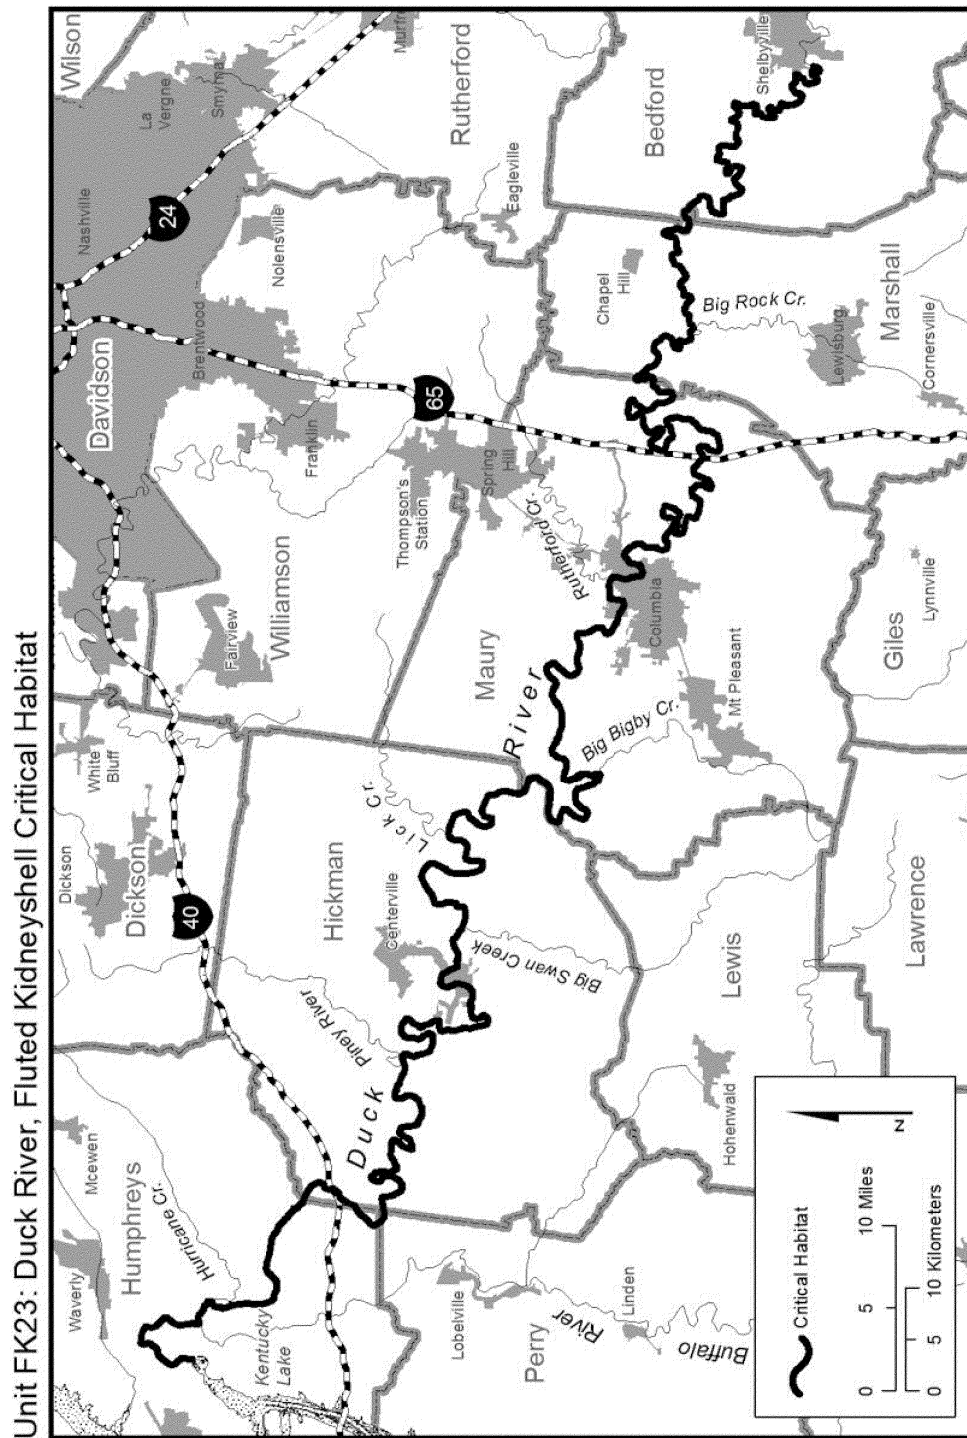 Unit FK23: Duck River, Fluted Kidneyshell Critical Habitat
Waverly
Mcewen
Humphreys
Hurricane Cr.
Kentucky
Lake
Dickson
Dickson
White
Bluff
40
Fairview
Williamson
Davidson
Nashville
Brentwood
24
La
Vergne
Smyrna
Wilson
Nolensville
Franklin
Thompson's
Station
65
Spring
Hill
Eagleville
Rutherford
Murfr
Hickman
Centerville
Lick Cr.
Piney River
Duck
River
Maury
Rutherford Cr.
Columbia
Big Bigby Cr.
Mt Pleasant
Chapel
Hill
Big Rock Cr.
Bedford
Shelbyville
Marshall
Lewisburg
Cornersville
Giles
Lynnville
Lawrence
Lewis
Big Swan Creek
Hohenwald
Lobelville
Perry
Linden
Buffalo
River
Critical Habitat
0 5 10 Miles
0 5 10 Kilometers
N